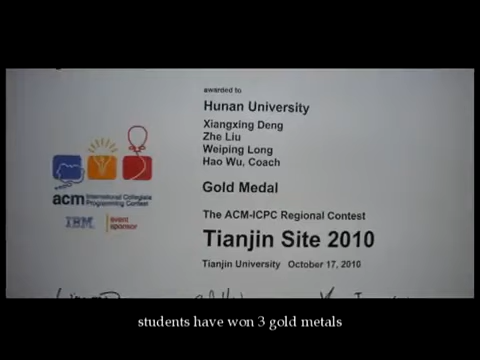 awarded to
Hunan University
Xiangxing Deng
Zhe Liu
Weiping Long
Hao Wu, Coach
Gold Medal
The ACM-ICPC Regional Contest
Tianjin Site 2010
Tianjin University October 17, 2010
acm International Collegiate
Programming Contest
IBM event
sponsor
students have won 3 gold metals